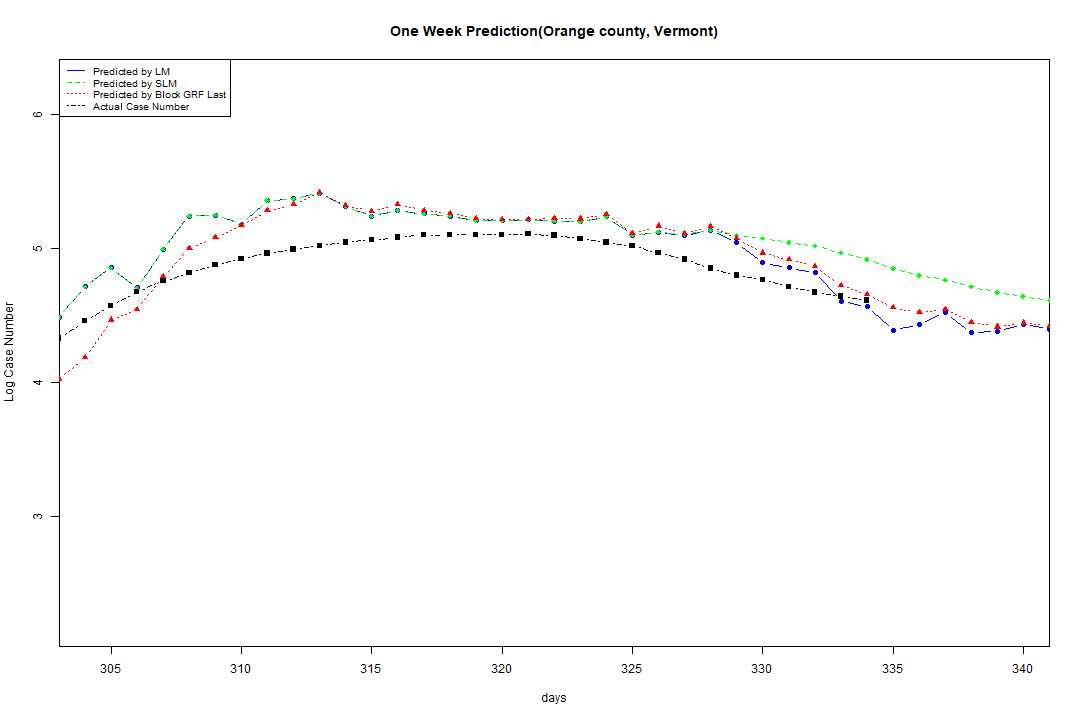 One Week Prediction(Orange county, Vermont)
Predicted by LM
Predicted by SLM
Predicted by Block GRF Last
Actual Case Number
6
5
4
3
Log Case Number
305 310 315 320 325 330 335 340
days